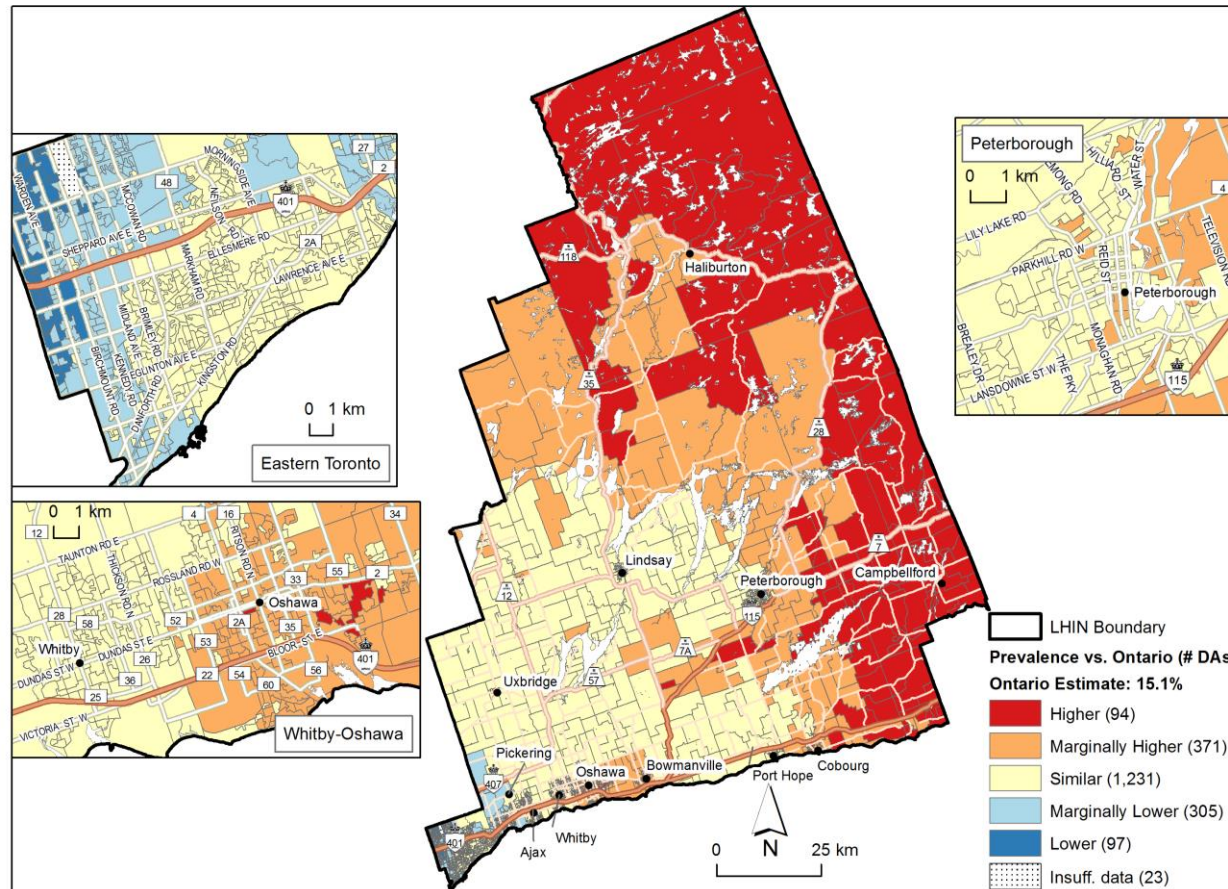 WARDEN AVE
SHEPPARD AVE E
MCCOWAN RD
48
MORNINGSIDE AVE
NEILSON RD
401
27
2
ELLESMERE RD
2A
LAWRENCE AVE E
MARKHAM RD
BRIMLEY RD
MIDLAND AVE
EGLINTON AVE E
KENNEDY RD
BIRCHMOUNT RD
DANFORTH RD
KINGSTON RD
0 1 km
Eastern Toronto
0 1 km
12
TAUNTON RD E
4
16
34
THICKSON RD N
ROSSLAND RD W
RITSON RD N
33
55
2
28
58
52
2A
Oshawa
35
Whitby
DUNDAS ST W
DUNDAS ST E
26
53
BLOOR ST E
401
36
22
54
56
25
60
VICTORIA ST W
Whitby-Oshawa
118
Haliburton
35
28
Lindsay
7
Campbellford
12
Peterborough
115
7A
57
Uxbridge
Pickering
407
Oshawa
Bowmanville
Port Hope
Cobourg
401
Ajax
Whitby
N
0 25 km
Peterborough
0 1 km
HILLIARD ST
WATER ST
4
LILY LAKE RD
PARKHILL RD W
REID ST
Peterborough
BREALEY DR
THE PKY
MONAGHAN RD
LANSDOWNE ST W
115
LHIN Boundary
Prevalence vs. Ontario (# DAs
Ontario Estimate: 15.1%
Higher (94)
Marginally Higher (371)
Similar (1,231)
Marginally Lower (305)
Lower (97)
Insuff. data (23)